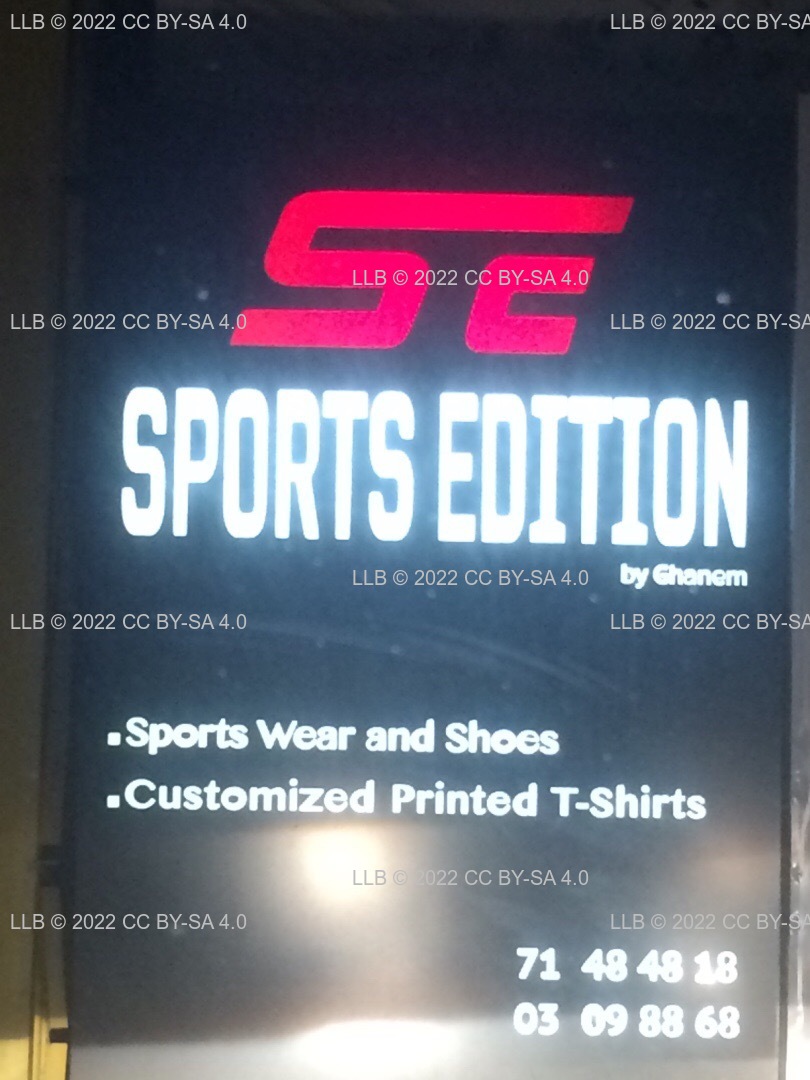 SE
SPORTS EDITION
by Ghanem
.Sports Wear and Shoes
.Customized Printed T-Shirts
71 48 48 18
03 09 88 68
LLB © 2022 CC BY-SA 4.0